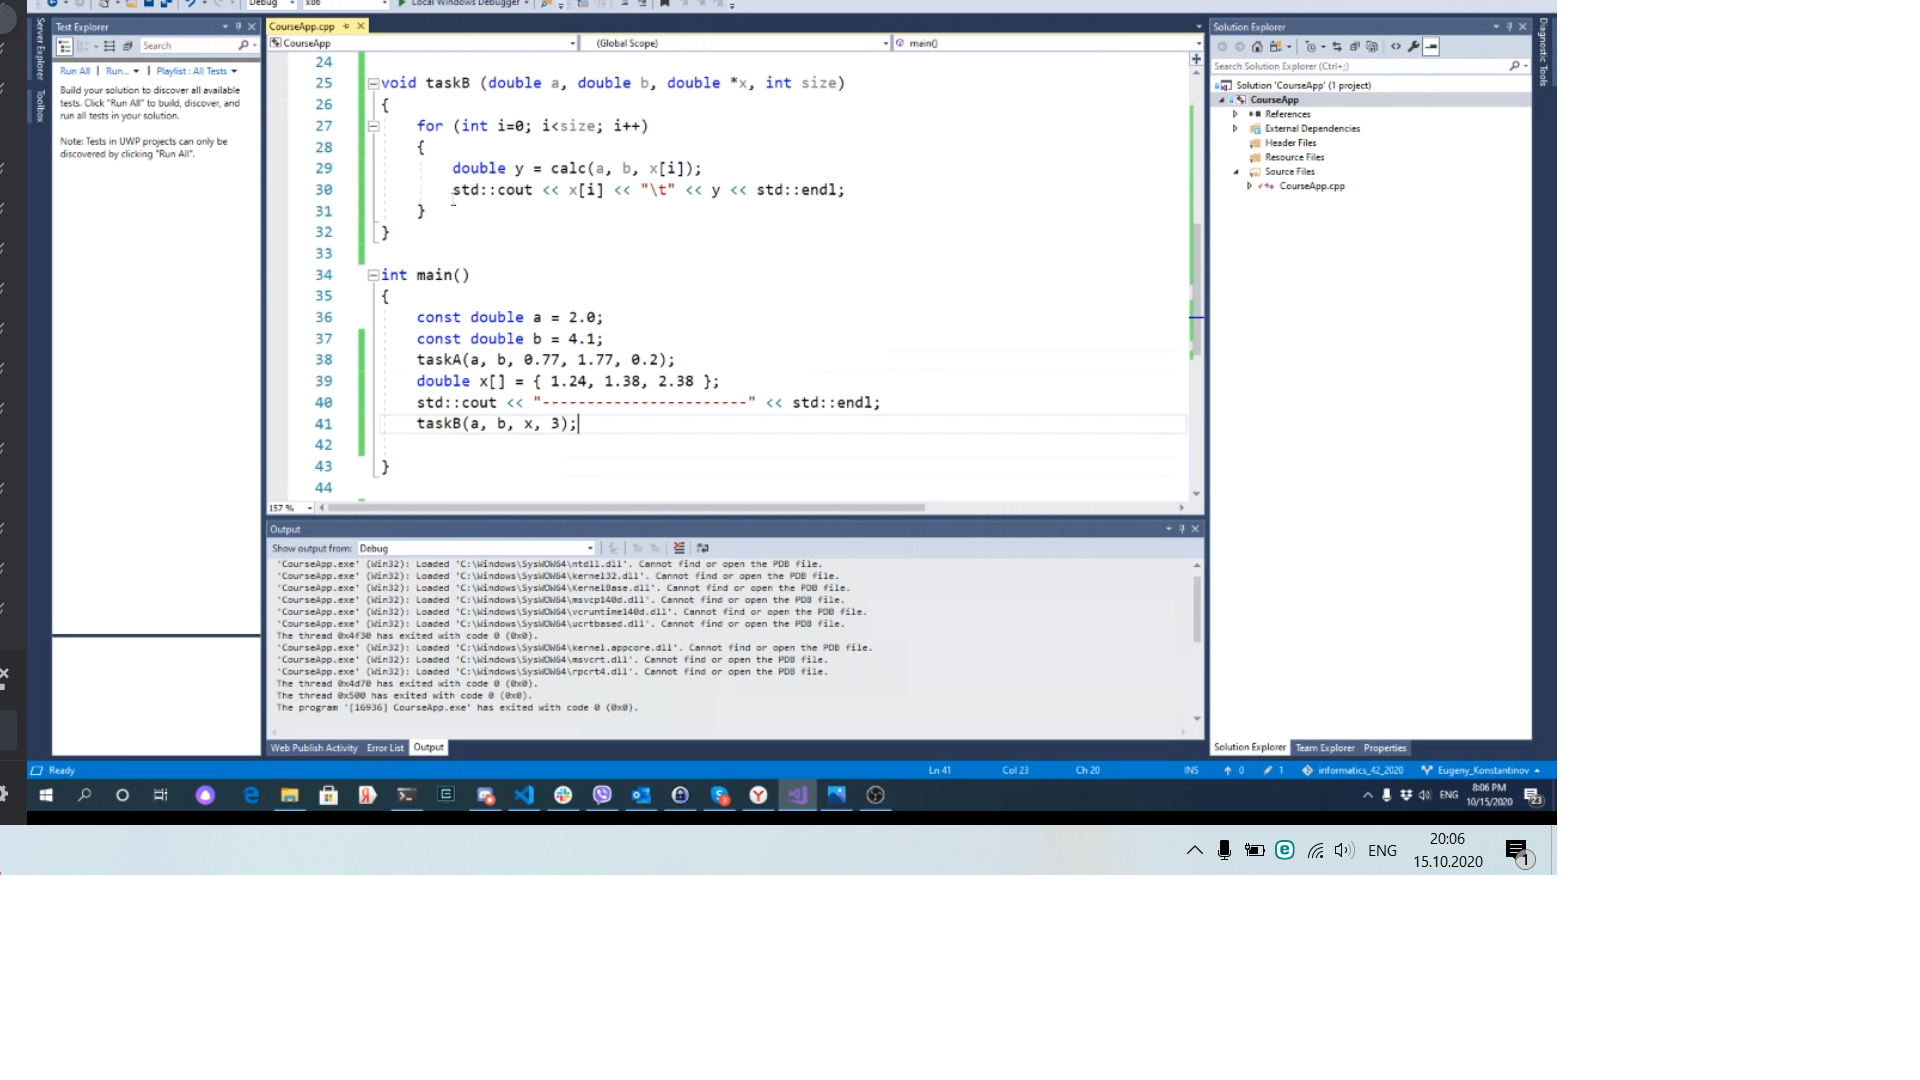 Debug x86 Local Windows Debugger
Server Explorer
Toolbox
Test Explorer
Search
Run All | Run... Playlist : All Tests
Build your solution to discover all available
tests. Click "Run All" to build, discover, and
run all tests in your solution.
Note: Tests in UWP projects can only be
discovered by clicking "Run All".
CourseApp.cpp
CourseApp (Global Scope) main()
24
25 void taskB (double a, double b, double *x, int size)
26 {
27 for (int i=0; i<size; i++)
28 {
29 double y = calc(a, b, x[i]);
30 std::cout << x[i] << "\t" << y << std::endl;
31 }
32 }
33
34 int main()
35 {
36 const double a = 2.0;
37 const double b = 4.1;
38 taskA(a, b, 0.77, 1.77, 0.2);
39 double x[] = { 1.24, 1.38, 2.38 };
40 std::cout << "-----------------------" << std::endl;
41 taskB(a, b, x, 3);
42
43 }
44
157 %
Output
Show output from: Debug
'CourseApp.exe' (Win32): Loaded 'C:\Windows\SysWOW64\ntdll.dll'. Cannot find or open the PDB file.
'CourseApp.exe' (Win32): Loaded 'C:\Windows\SysWOW64\kernel32.dll'. Cannot find or open the PDB file.
'CourseApp.exe' (Win32): Loaded 'C:\Windows\SysWOW64\KernelBase.dll'. Cannot find or open the PDB file.
'CourseApp.exe' (Win32): Loaded 'C:\Windows\SysWOW64\msvcp140d.dll'. Cannot find or open the PDB file.
'CourseApp.exe' (Win32): Loaded 'C:\Windows\SysWOW64\vcruntime140d.dll'. Cannot find or open the PDB file.
'CourseApp.exe' (Win32): Loaded 'C:\Windows\SysWOW64\ucrtbased.dll'. Cannot find or open the PDB file.
The thread 0x4f30 has exited with code 0 (0x0).
'CourseApp.exe' (Win32): Loaded 'C:\Windows\SysWOW64\kernel.appcore.dll'. Cannot find or open the PDB file.
'CourseApp.exe' (Win32): Loaded 'C:\Windows\SysWOW64\msvcrt.dll'. Cannot find or open the PDB file.
'CourseApp.exe' (Win32): Loaded 'C:\Windows\SysWOW64\rpcrt4.dll'. Cannot find or open the PDB file.
The thread 0x4d70 has exited with code 0 (0x0).
The thread 0x500 has exited with code 0 (0x0).
The program '[16936] CourseApp.exe' has exited with code 0 (0x0).
Web Publish Activity Error List Output
Solution Explorer
Search Solution Explorer (Ctrl+;)
Solution 'CourseApp' (1 project)
CourseApp
References
External Dependencies
Header Files
Resource Files
Source Files
CourseApp.cpp
Solution Explorer Team Explorer Properties
Diagnostic Tools
Ready Ln 41 Col 23 Ch 20 INS 0 1 informatics_42_2020 Eugeny_Konstantinov
ENG 8:06 PM
10/15/2020 23
ENG 20:06
15.10.2020 1